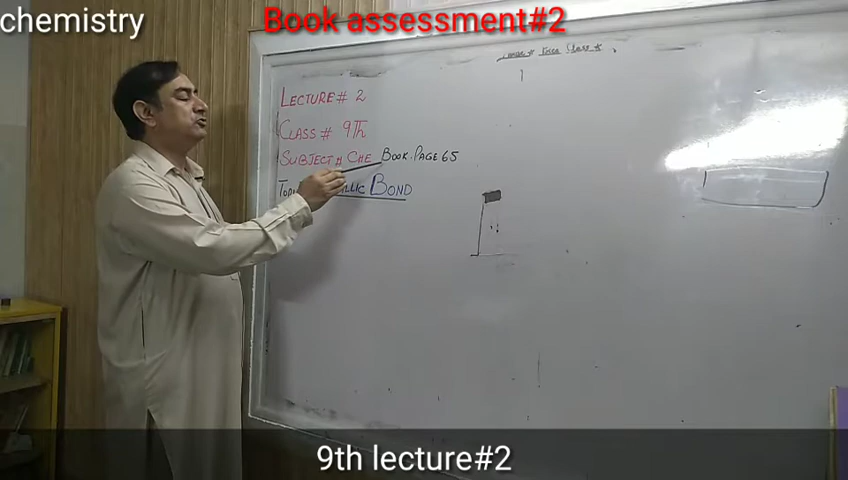 chemistry
Book assessment#2
LECTURE# 2
CLASS # 9Th
SUBJECT # CHE BOOK.PAGE 65
BOND
9th lecture#2